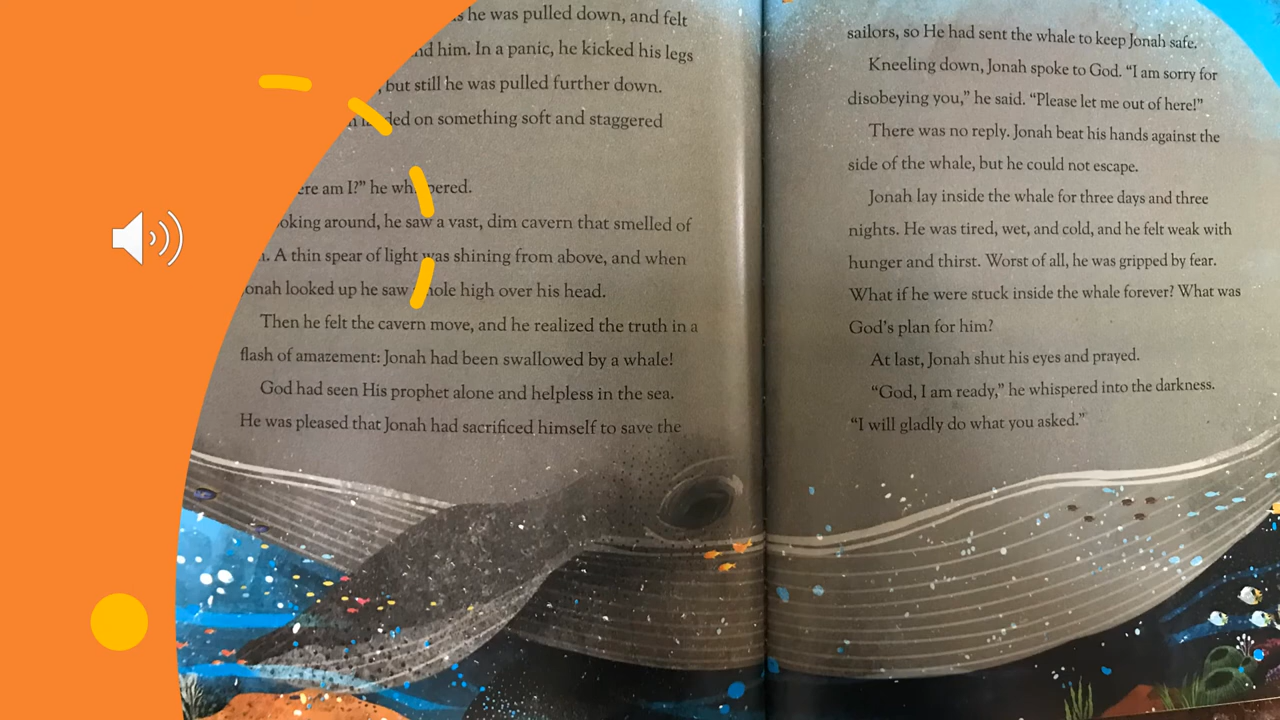 he was pulled down, and felt
him. In a panic, he kicked his legs
but still he was pulled further down.
on something soft and staggered
am I?” he whispered.
around, he saw a vast, dim cavern that smelled of
A thin spear of light was shining from above, and when
Jonah looked up he saw hole high over his head.
Then he felt the cavern move, and he realized the truth in a
flash of amazement: Jonah had been swallowed by a whale!
God had seen His prophet alone and helpless in the sea.
He was pleased that Jonah had sacrificed himself to save the
sailors, so He had sent the whale to keep Jonah safe.
Kneeling down, Jonah spoke to God. “I am sorry for
disobeying you,” he said. “Please let me out of here!”
There was no reply. Jonah beat his hands against the
side of the whale, but he could not escape.
Jonah lay inside the whale for three days and three
nights. He was tired, wet, and cold, and he felt weak with
hunger and thirst. Worst of all, he was gripped by fear.
What if he were stuck inside the whale forever? What was
God’s plan for him?
At last, Jonah shut his eyes and prayed.
“God, I am ready,” he whispered into the darkness.
“I will gladly do what you asked.”